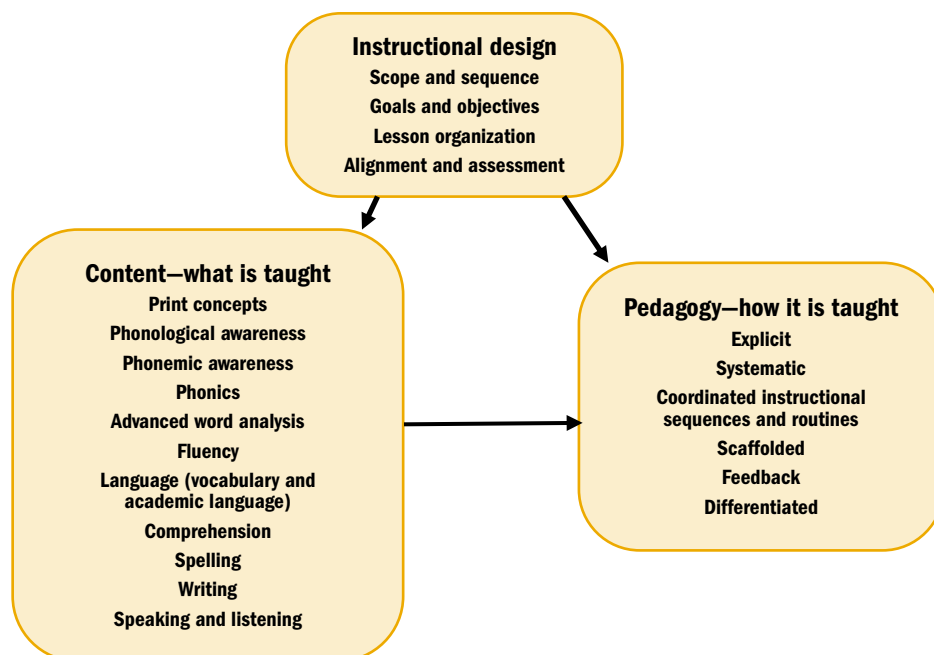 Instructional design
Scope and sequence
Goals and objectives
Lesson organization
Alignment and assessment
Content—what is taught
Print concepts
Phonological awareness
Phonemic awareness
Phonics
Advanced word analysis
Fluency
Language (vocabulary and
academic language)
Comprehension
Spelling
Writing
Speaking and listening
Pedagogy—how it is taught
Explicit
Systematic
Coordinated instructional
sequences and routines
Scaffolded
Feedback
Differentiated